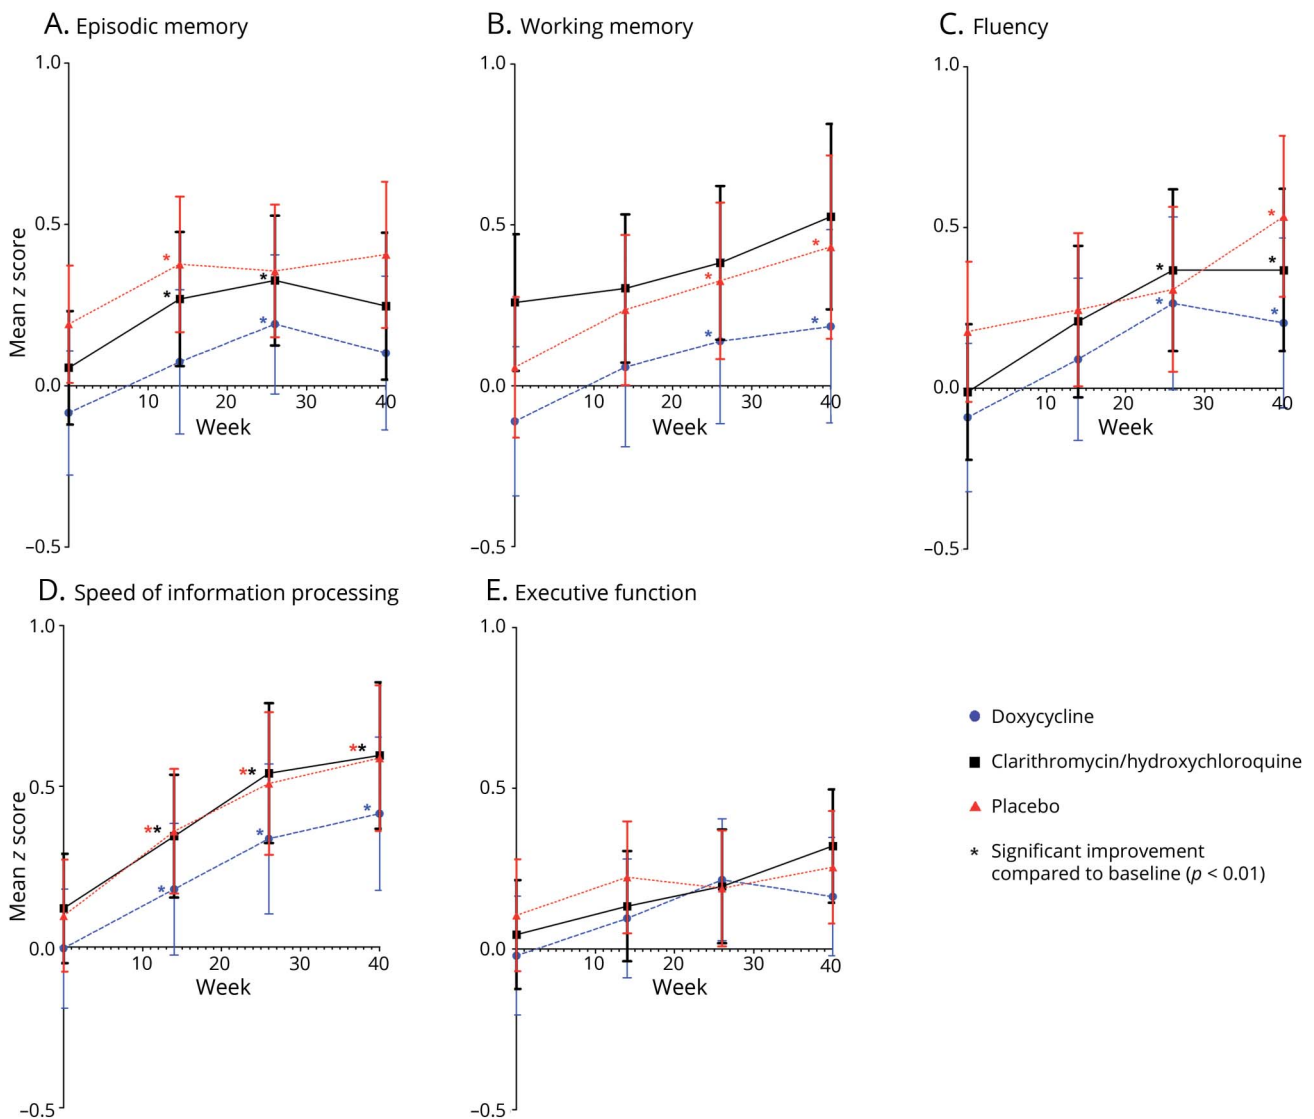 A. Episodic memory
1.0
0.5
0.0
−0.5
10
20
30
40
Mean z score
Week
B. Working memory
1.0
0.5
0.0
−0.5
10
20
30
40
Week
C. Fluency
1.0
0.5
0.0
−0.5
10
20
30
40
Week
D. Speed of information processing
1.0
0.5
0.0
−0.5
10
20
30
40
Mean z score
Week
E. Executive function
1.0
0.5
0.0
−0.5
10
20
30
40
Week
Doxycycline
Clarithromycin/hydroxychloroquine
Placebo
* Significant improvement
compared to baseline (p < 0.01)